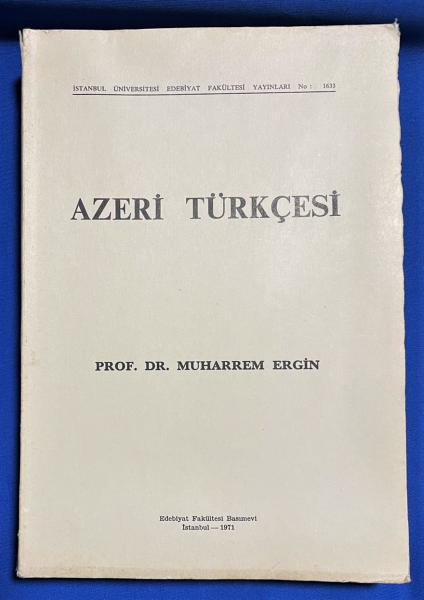 İSTANBUL ÜNİVERSİTESİ EDEBİYAT FAKÜLTESİ YAYINLARI No : 1633
AZERİ TÜRKÇESİ
PROF. DR. MUHARREM ERGİN
Edebiyat Fakültesi Basımevi
İstanbul — 1971